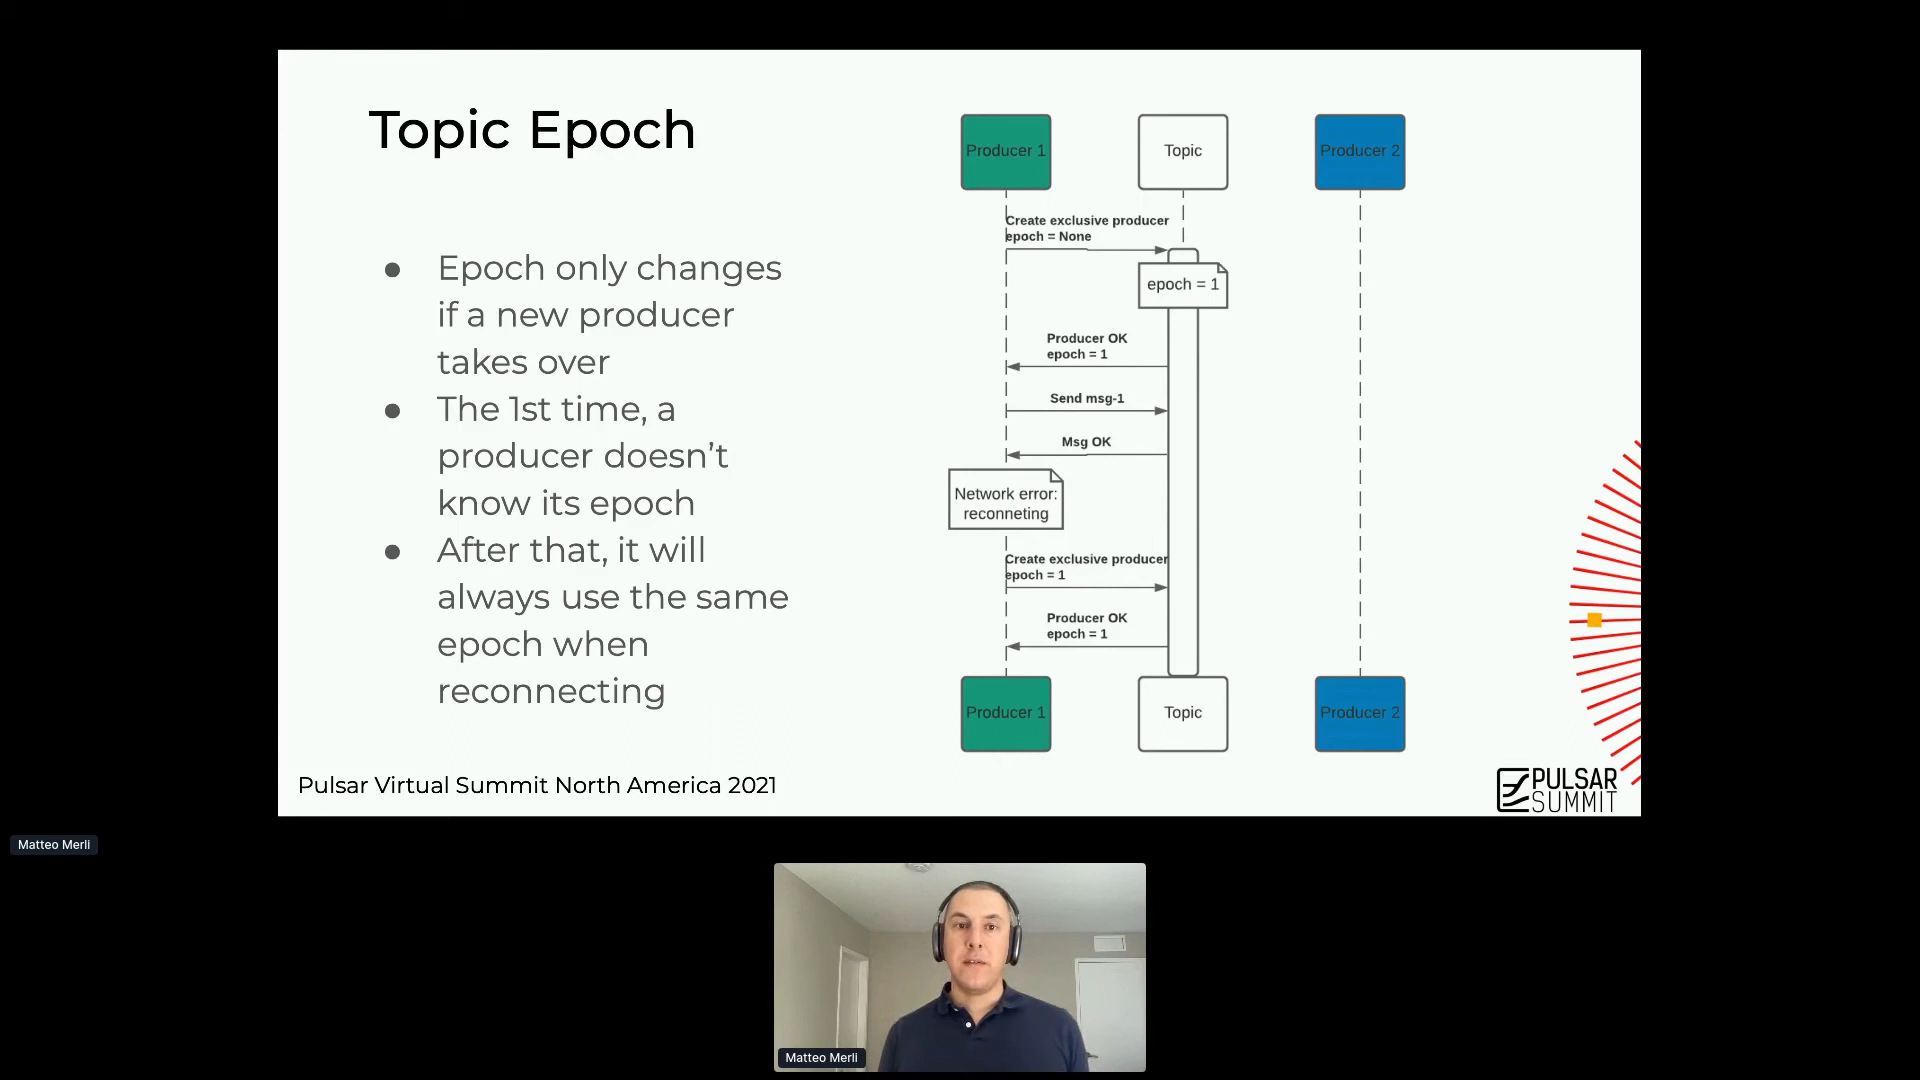 Topic Epoch
● Epoch only changes
if a new producer
takes over
● The 1st time, a
producer doesn’t
know its epoch
● After that, it will
always use the same
epoch when
reconnecting
Producer 1
Topic
Producer 2
Create exclusive producer
epoch = None
epoch = 1
Producer OK
epoch = 1
Send msg-1
Msg OK
Network error:
reconneting
Create exclusive producer
epoch = 1
Producer OK
epoch = 1
Producer 1
Topic
Producer 2
Pulsar Virtual Summit North America 2021
PULSAR
SUMMIT
Matteo Merli
Matteo Merli